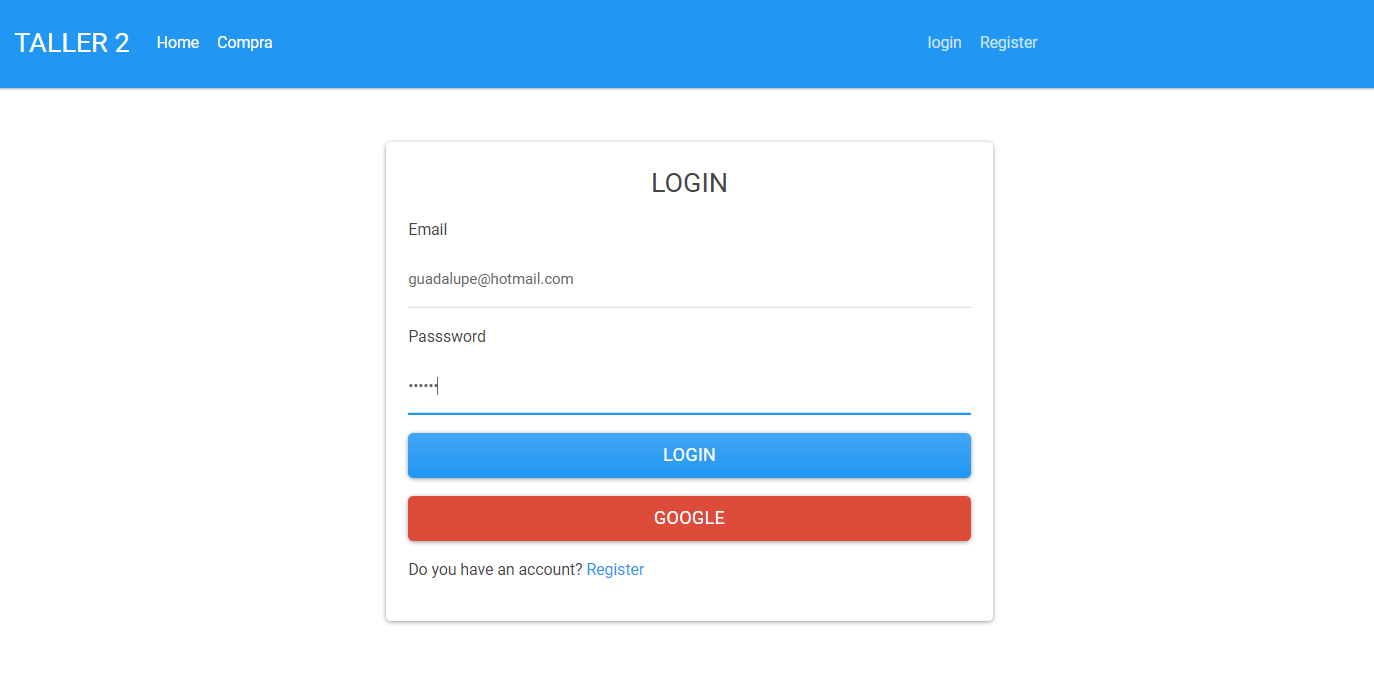 TALLER 2 Home Compra login Register
LOGIN
Email
guadalupe@hotmail.com
Passsword
••••••
LOGIN
GOOGLE
Do you have an account? Register